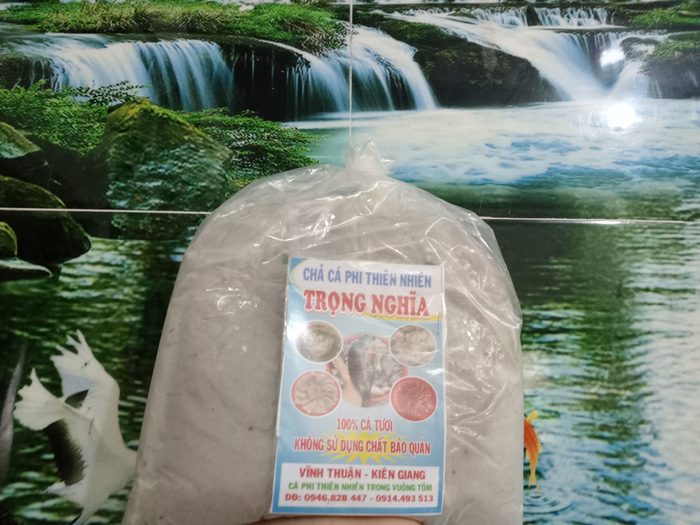 CHẢ CÁ PHI THIÊN NHIÊN
TRỌNG NGHĨA
100% CÁ TƯƠI
KHÔNG SỬ DỤNG CHẤT BẢO QUẢN
VĨNH THUẬN - KIÊN GIANG
CÁ PHI THIÊN NHIÊN TRONG VUÔNG TÔM
DĐ: 0946.828 447 - 0914.493 513